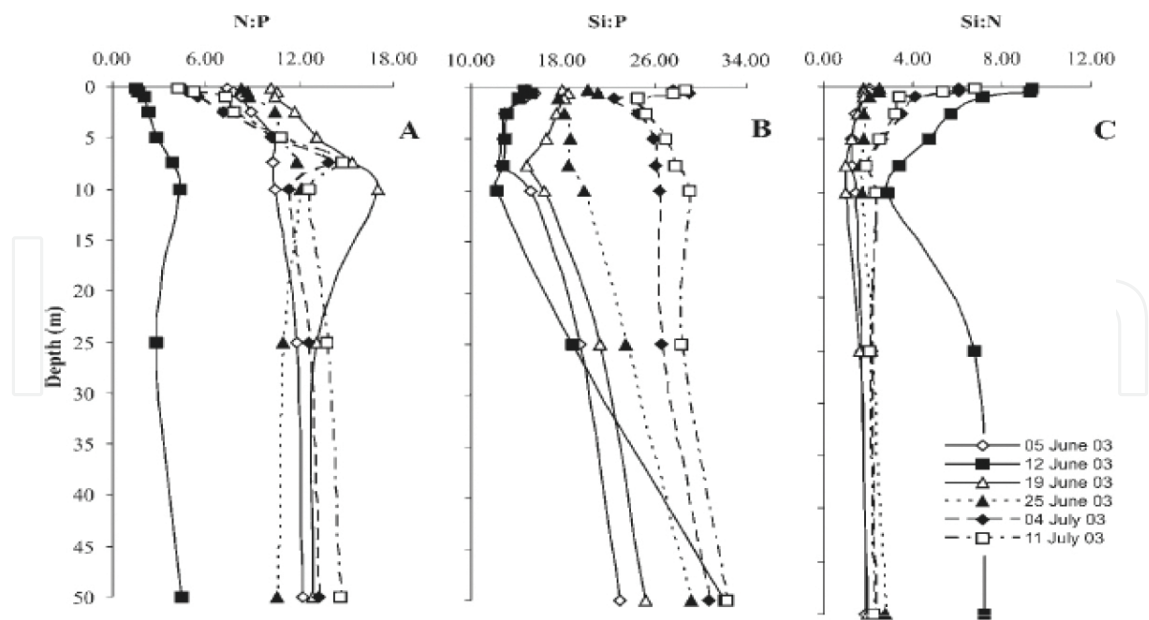 N:P
Si:P
Si:N
0.00 6.00 12.00 18.00
10.00 18.00 26.00 34.00
0.00 4.00 8.00 12.00
0
5
10
15
20
25
30
35
40
45
50
Depth (m)
A
B
C
05 June 03
12 June 03
19 June 03
25 June 03
04 July 03
11 July 03